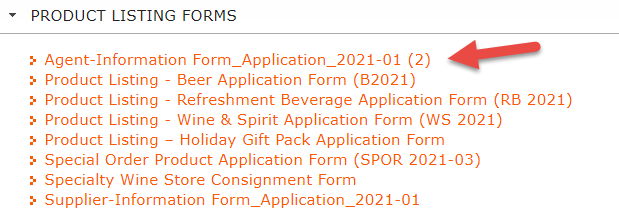 PRODUCT LISTING FORMS
Agent-Information Form_Application_2021-01 (2)
Product Listing - Beer Application Form (B2021)
Product Listing - Refreshment Beverage Application Form (RB 2021)
Product Listing - Wine & Spirit Application Form (WS 2021)
Product Listing – Holiday Gift Pack Application Form
Special Order Product Application Form (SPOR 2021-03)
Specialty Wine Store Consignment Form
Supplier-Information Form_Application_2021-01